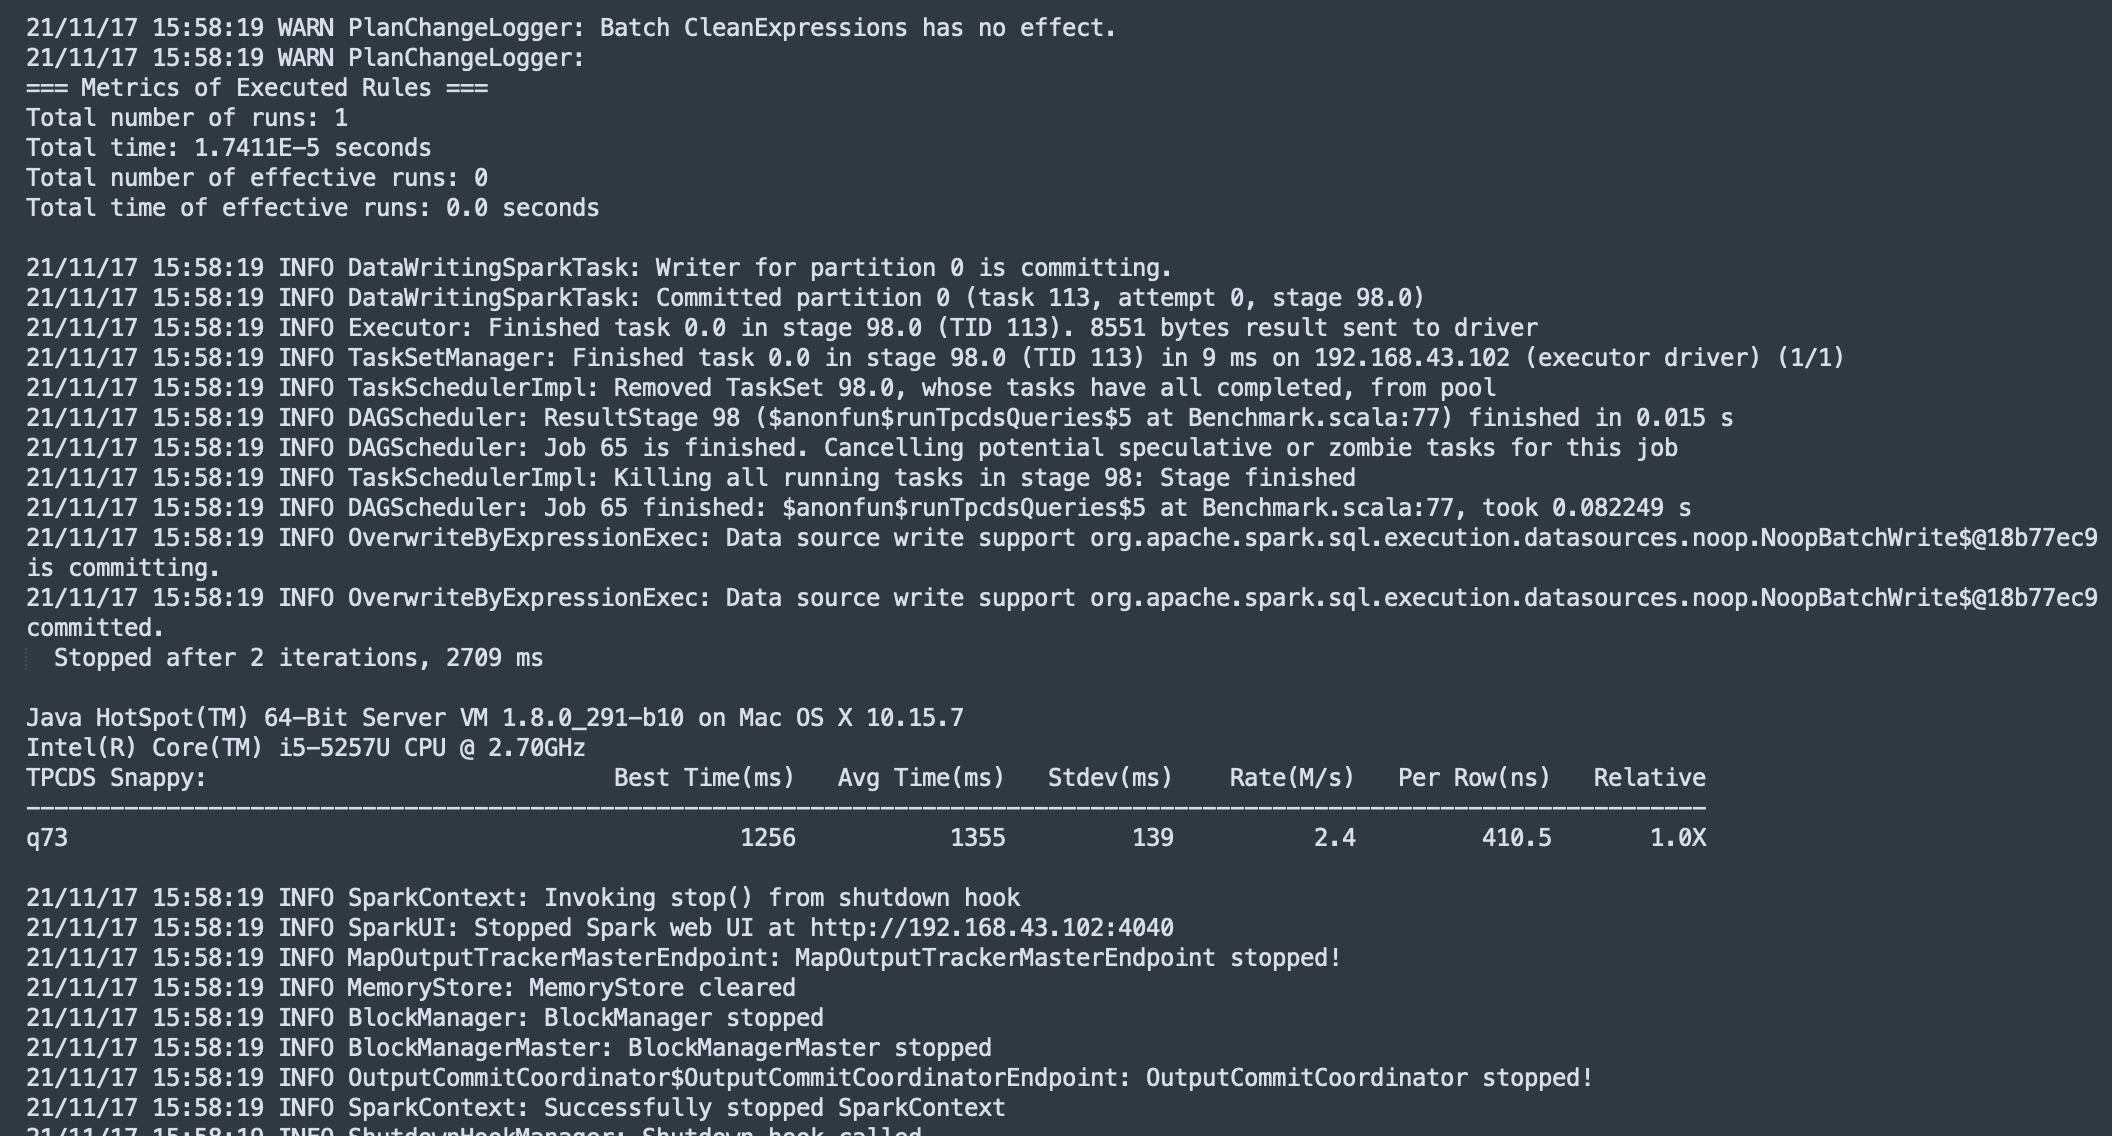 21/11/17 15:58:19 WARN PlanChangeLogger: Batch CleanExpressions has no effect.
21/11/17 15:58:19 WARN PlanChangeLogger:
=== Metrics of Executed Rules ===
Total number of runs: 1
Total time: 1.7411E-5 seconds
Total number of effective runs: 0
Total time of effective runs: 0.0 seconds
21/11/17 15:58:19 INFO DataWritingSparkTask: Writer for partition 0 is committing.
21/11/17 15:58:19 INFO DataWritingSparkTask: Committed partition 0 (task 113, attempt 0, stage 98.0)
21/11/17 15:58:19 INFO Executor: Finished task 0.0 in stage 98.0 (TID 113). 8551 bytes result sent to driver
21/11/17 15:58:19 INFO TaskSetManager: Finished task 0.0 in stage 98.0 (TID 113) in 9 ms on 192.168.43.102 (executor driver) (1/1)
21/11/17 15:58:19 INFO TaskSchedulerImpl: Removed TaskSet 98.0, whose tasks have all completed, from pool
21/11/17 15:58:19 INFO DAGScheduler: ResultStage 98 ($anonfun$runTpcdsQueries$5 at Benchmark.scala:77) finished in 0.015 s
21/11/17 15:58:19 INFO DAGScheduler: Job 65 is finished. Cancelling potential speculative or zombie tasks for this job
21/11/17 15:58:19 INFO TaskSchedulerImpl: Killing all running tasks in stage 98: Stage finished
21/11/17 15:58:19 INFO DAGScheduler: Job 65 finished: $anonfun$runTpcdsQueries$5 at Benchmark.scala:77, took 0.082249 s
21/11/17 15:58:19 INFO OverwriteByExpressionExec: Data source write support org.apache.spark.sql.execution.datasources.noop.NoopBatchWrite$@18b77ec9
is committing.
21/11/17 15:58:19 INFO OverwriteByExpressionExec: Data source write support org.apache.spark.sql.execution.datasources.noop.NoopBatchWrite$@18b77ec9
committed.
Stopped after 2 iterations, 2709 ms
Java HotSpot(TM) 64-Bit Server VM 1.8.0_291-b10 on Mac OS X 10.15.7
Intel(R) Core(TM) i5-5257U CPU @ 2.70GHz
TPCDS Snappy: Best Time(ms) Avg Time(ms) Stdev(ms) Rate(M/s) Per Row(ns) Relative
------------------------------------------------------------------------------------------------------------------------
q73 1256 1355 139 2.4 410.5 1.0X
21/11/17 15:58:19 INFO SparkContext: Invoking stop() from shutdown hook
21/11/17 15:58:19 INFO SparkUI: Stopped Spark web UI at http://192.168.43.102:4040
21/11/17 15:58:19 INFO MapOutputTrackerMasterEndpoint: MapOutputTrackerMasterEndpoint stopped!
21/11/17 15:58:19 INFO MemoryStore: MemoryStore cleared
21/11/17 15:58:19 INFO BlockManager: BlockManager stopped
21/11/17 15:58:19 INFO BlockManagerMaster: BlockManagerMaster stopped
21/11/17 15:58:19 INFO OutputCommitCoordinator$OutputCommitCoordinatorEndpoint: OutputCommitCoordinator stopped!
21/11/17 15:58:19 INFO SparkContext: Successfully stopped SparkContext
21/11/17 15:58:19 INFO ShutdownHookManager: Shutdown hook called